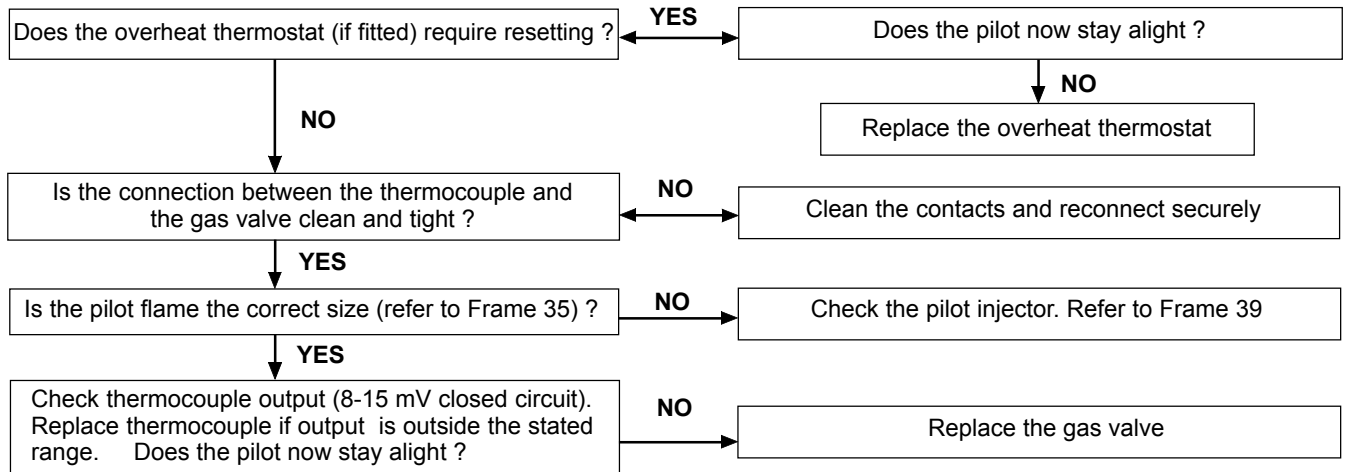 Does the overheat thermostat (if fitted) require resetting ?
YES
Does the pilot now stay alight ?
NO
Replace the overheat thermostat
NO
Is the connection between the thermocouple and
the gas valve clean and tight ?
NO
Clean the contacts and reconnect securely
YES
Is the pilot flame the correct size (refer to Frame 35) ?
NO
Check the pilot injector. Refer to Frame 39
YES
Check thermocouple output (8-15 mV closed circuit).
Replace thermocouple if output is outside the stated
range. Does the pilot now stay alight ?
NO
Replace the gas valve